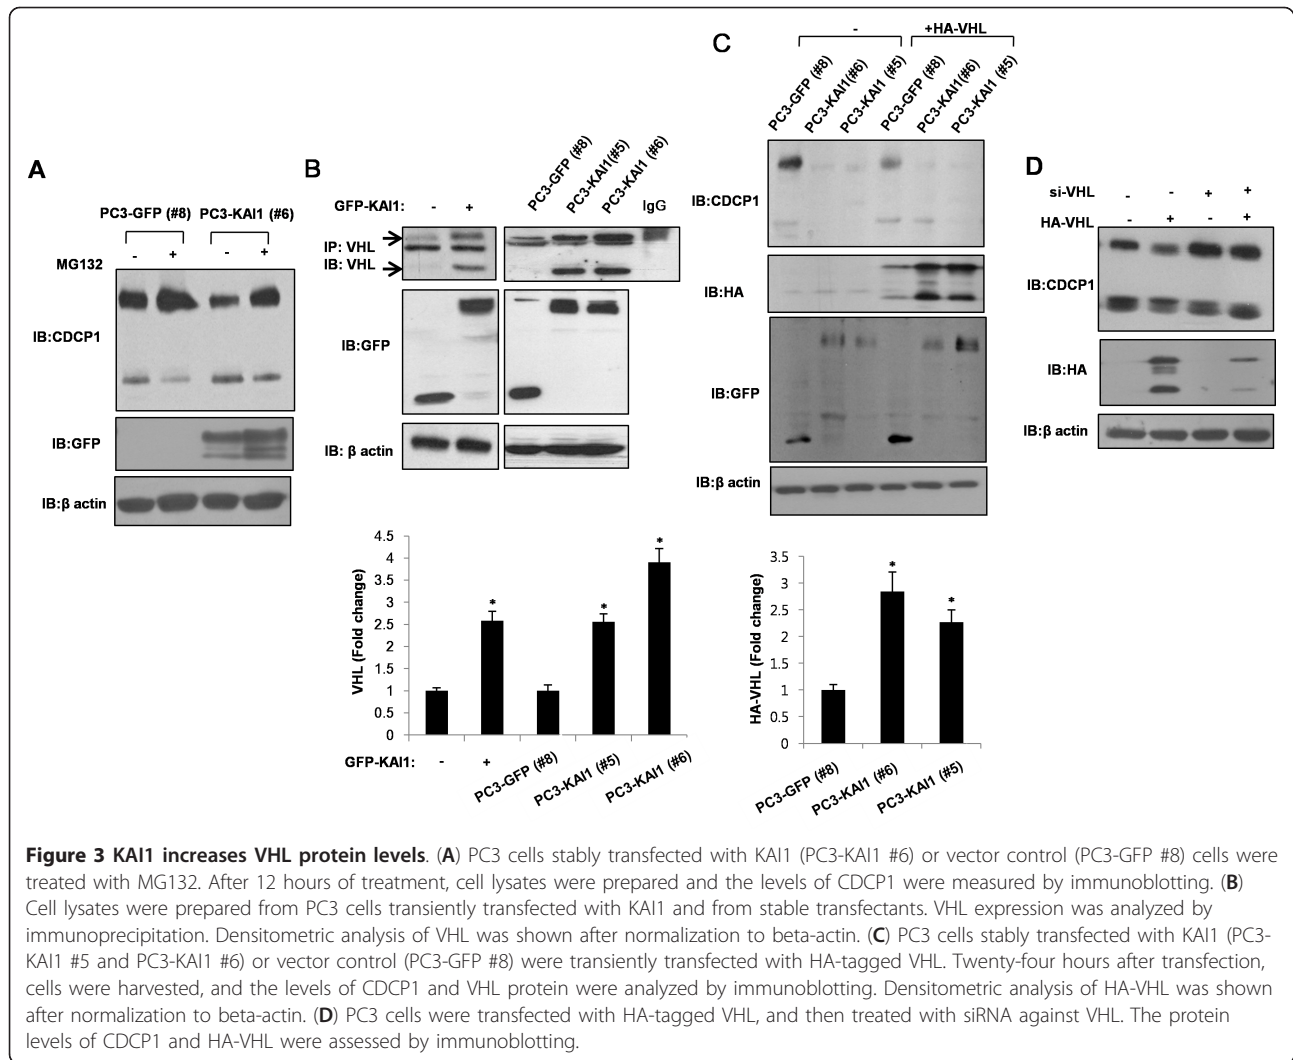 A
PC3-GFP (#8) PC3-KAI1 (#6)
MG132 - + - +
IB:CDCP1
IB:GFP
IB:β actin
B
PC3-GFP (#8)
PC3-KAI1(#5)
PC3-KAI1 (#6)
GFP-KAI1: - + IgG
IP: VHL
IB: VHL
IB:GFP
IB: β actin
4.5
4
3.5
3
2.5
2
1.5
1
0.5
0
VHL (Fold change)
* * *
GFP-KAI1: - +
PC3-GFP (#8)
PC3-KAI1 (#5)
PC3-KAI1 (#6)
C
- +HA-VHL
PC3-GFP (#8)
PC3-KAI1(#6)
PC3-KAI1 (#5)
PC3-GFP (#8)
PC3-KAI1(#6)
PC3-KAI1 (#5)
IB:CDCP1
IB:HA
IB:GFP
IB:β actin
3.5
3
2.5
2
1.5
1
0.5
0
HA-VHL (Fold change)
* *
PC3-GFP (#8)
PC3-KAI1 (#6)
PC3-KAI1 (#5)
D
si-VHL - - + +
HA-VHL - + - +
IB:CDCP1
IB:HA
IB:β actin
Figure 3 KAI1 increases VHL protein levels. (A) PC3 cells stably transfected with KAI1 (PC3-KAI1 #6) or vector control (PC3-GFP #8) cells were
treated with MG132. After 12 hours of treatment, cell lysates were prepared and the levels of CDCP1 were measured by immunoblotting. (B)
Cell lysates were prepared from PC3 cells transiently transfected with KAI1 and from stable transfectants. VHL expression was analyzed by
immunoprecipitation. Densitometric analysis of VHL was shown after normalization to beta-actin. (C) PC3 cells stably transfected with KAI1 (PC3-
KAI1 #5 and PC3-KAI1 #6) or vector control (PC3-GFP #8) were transiently transfected with HA-tagged VHL. Twenty-four hours after transfection,
cells were harvested, and the levels of CDCP1 and VHL protein were analyzed by immunoblotting. Densitometric analysis of HA-VHL was shown
after normalization to beta-actin. (D) PC3 cells were transfected with HA-tagged VHL, and then treated with siRNA against VHL. The protein
levels of CDCP1 and HA-VHL were assessed by immunoblotting.